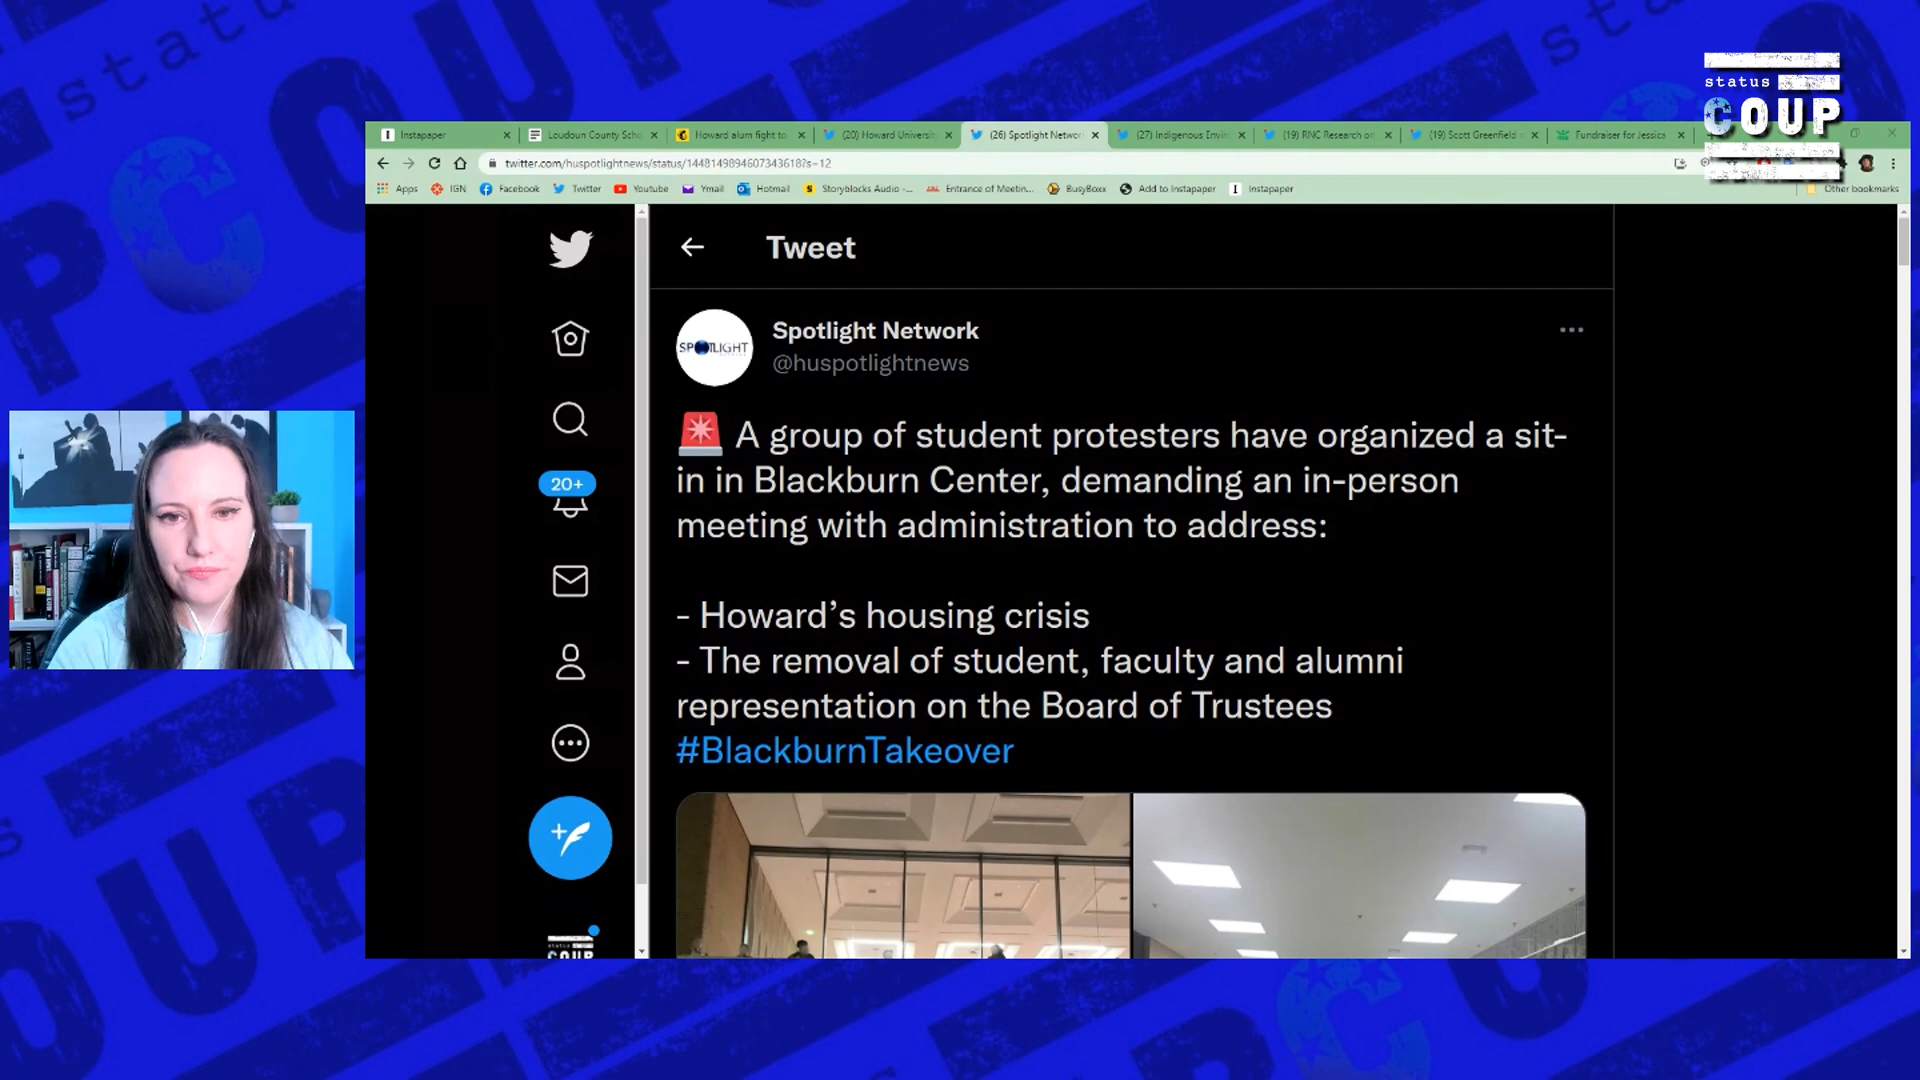 status
COUP
Instapaper
Loudoun County Scho
Howard alum fight to
(20) Howard Universit
(26) Spotlight Networ
(27) Indigenous Envir
(19) RNC Research on
(19) Scott Greenfield
Fundraiser for Jessica
twitter.com/huspotlightnews/status/1448149894607343618?s=12
Apps
IGN
Facebook
Twitter
Youtube
Ymail
Hotmail
Storyblocks Audio -...
Entrance of Meetin...
BusyBoxx
Add to Instapaper
Instapaper
Other bookmarks
Tweet
SPOTLIGHT
Spotlight Network
@huspotlightnews
A group of student protesters have organized a sit-
in in Blackburn Center, demanding an in-person
meeting with administration to address:
- Howard's housing crisis
- The removal of student, faculty and alumni
representation on the Board of Trustees
#BlackburnTakeover
20+
status
COUP